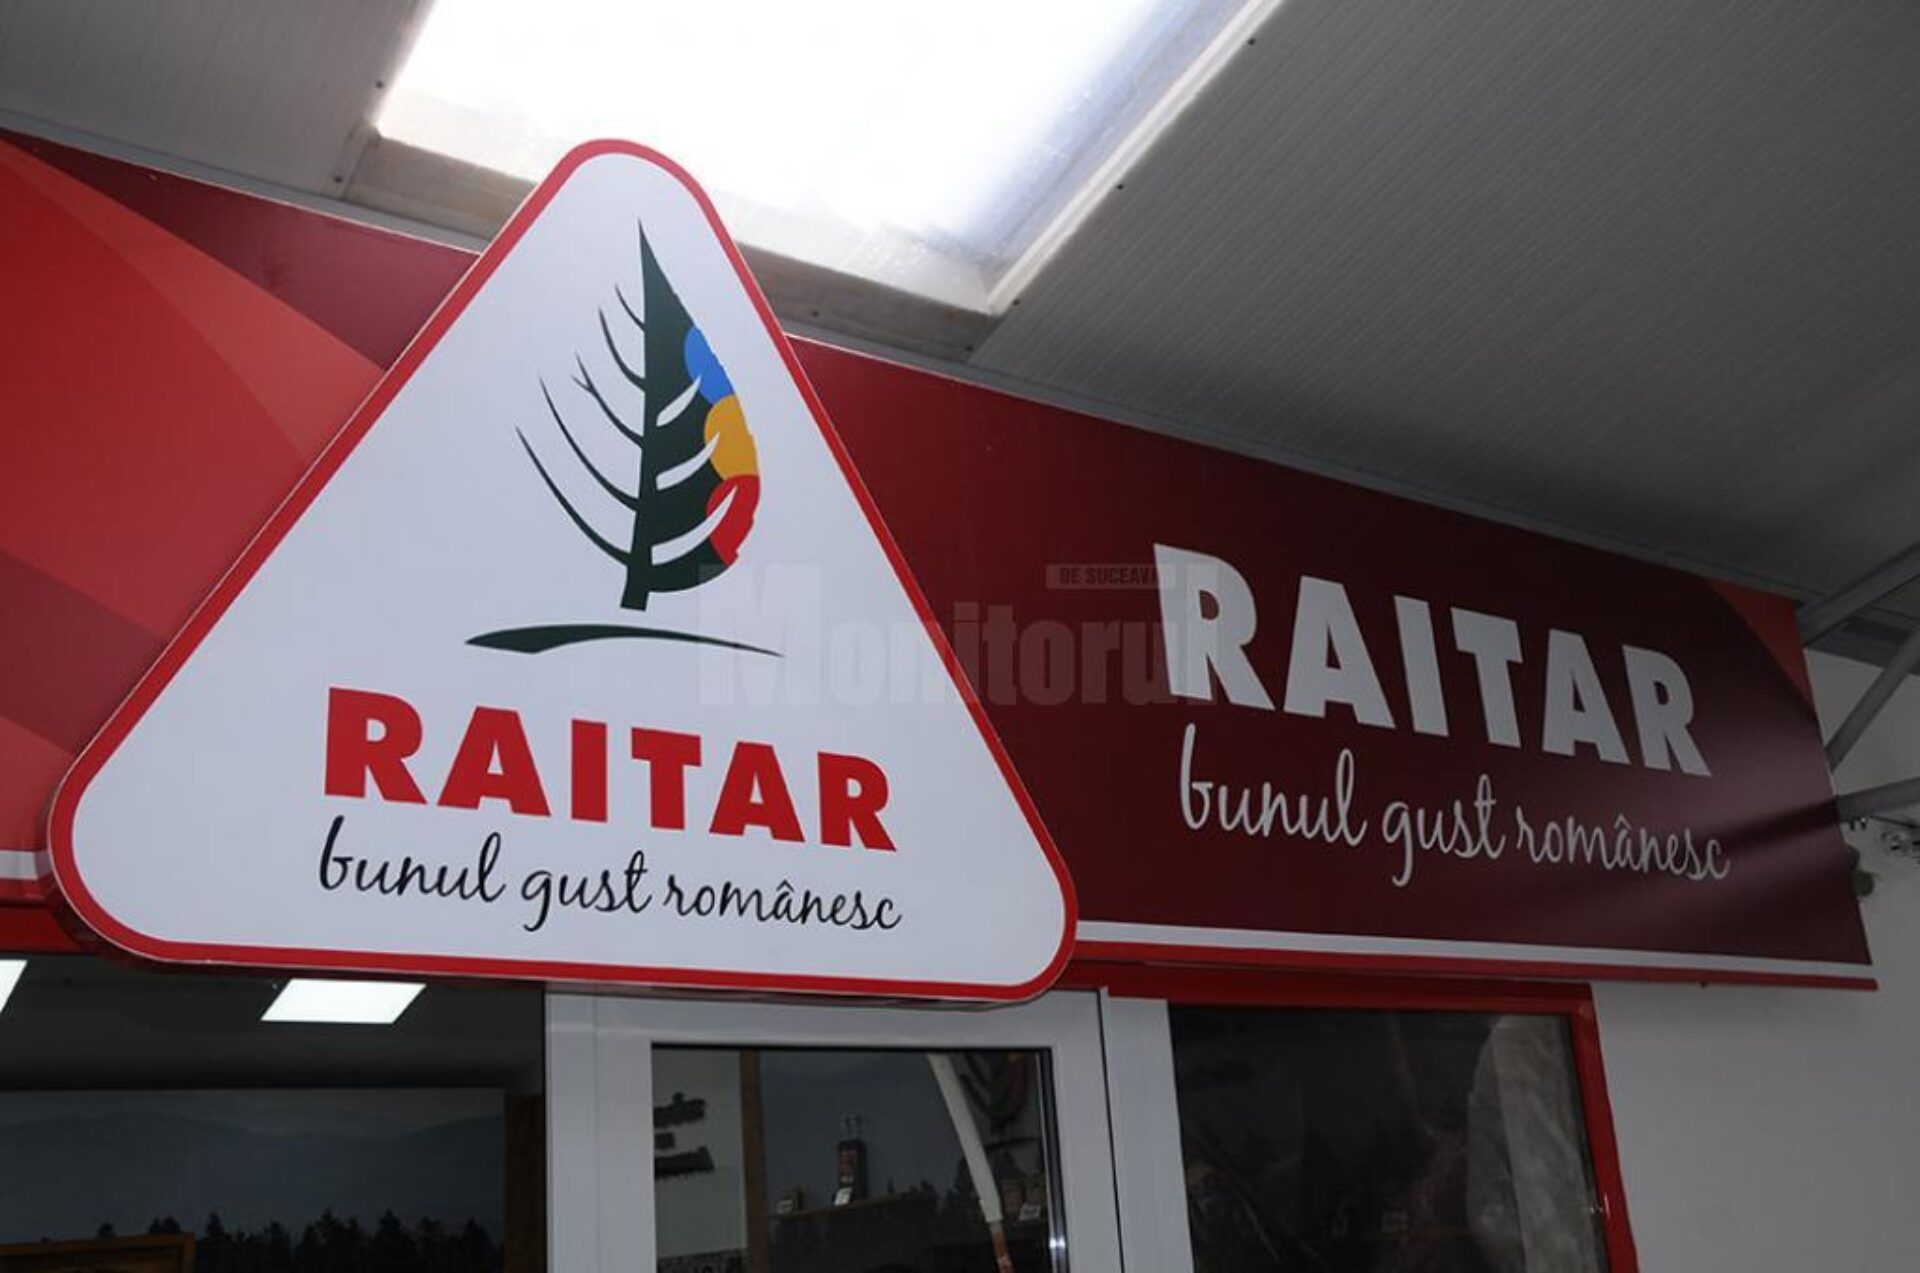 RAITAR
bunul gust românesc
DE SUCEAVA
Monitorul
RAITAR
bunul gust românesc